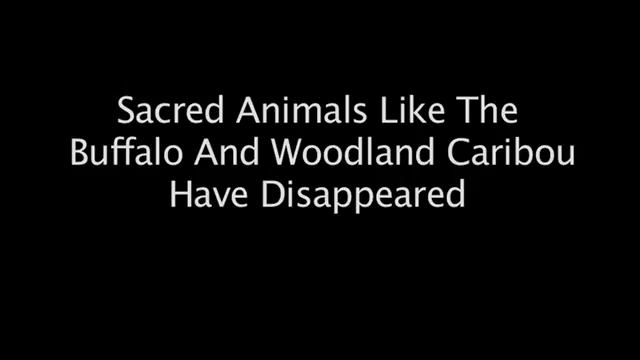 Sacred Animals Like The
Buffalo And Woodland Caribou
Have Disappeared